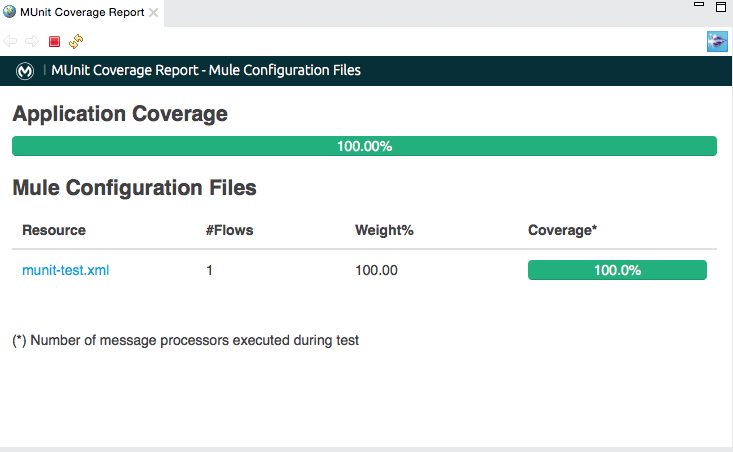 MUnit Coverage Report
| MUnit Coverage Report - Mule Configuration Files
Application Coverage
100.00%
Mule Configuration Files
Resource #Flows Weight% Coverage*
munit-test.xml 1 100.00 100.0%
(*) Number of message processors executed during test